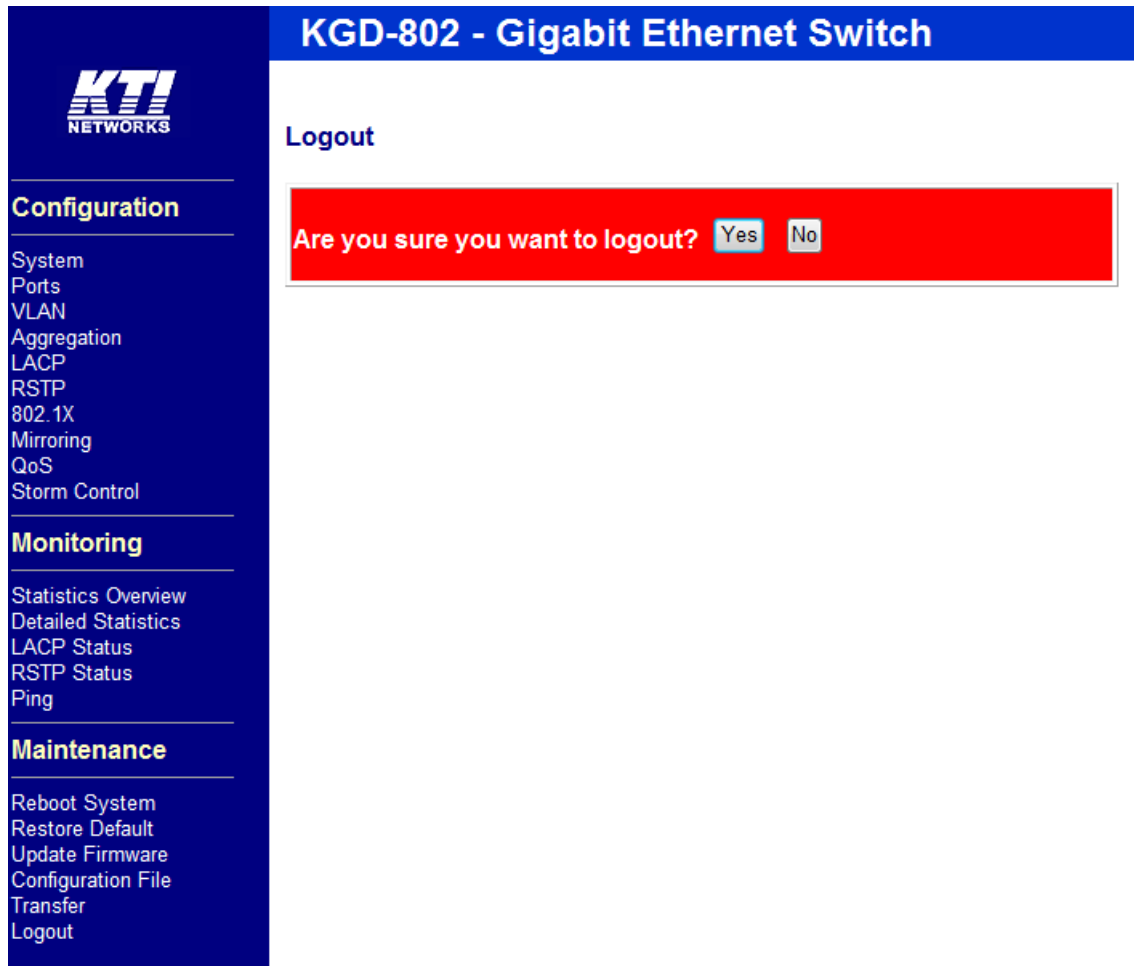 KGD-802 - Gigabit Ethernet Switch
KTI
NETWORKS
Configuration
System
Ports
VLAN
Aggregation
LACP
RSTP
802.1X
Mirroring
QoS
Storm Control
Monitoring
Statistics Overview
Detailed Statistics
LACP Status
RSTP Status
Ping
Maintenance
Reboot System
Restore Default
Update Firmware
Configuration File
Transfer
Logout
Logout
Are you sure you want to logout? Yes No